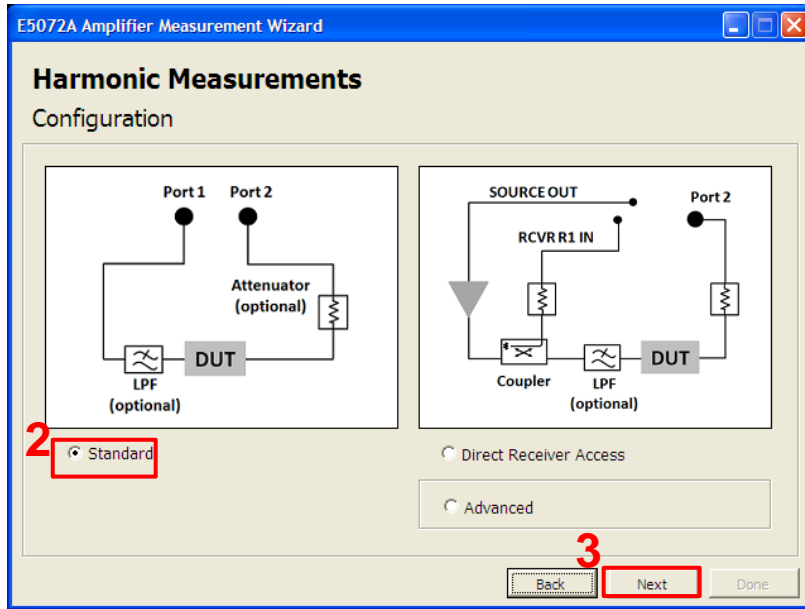 E5072A Amplifier Measurement Wizard
Harmonic Measurements
Configuration
Port 1 Port 2
Attenuator
(optional)
DUT
LPF
(optional)
SOURCE OUT
Port 2
RCVR R1 IN
Coupler
LPF
(optional)
DUT
2
Standard
Direct Receiver Access
Advanced
3
Back
Next
Done